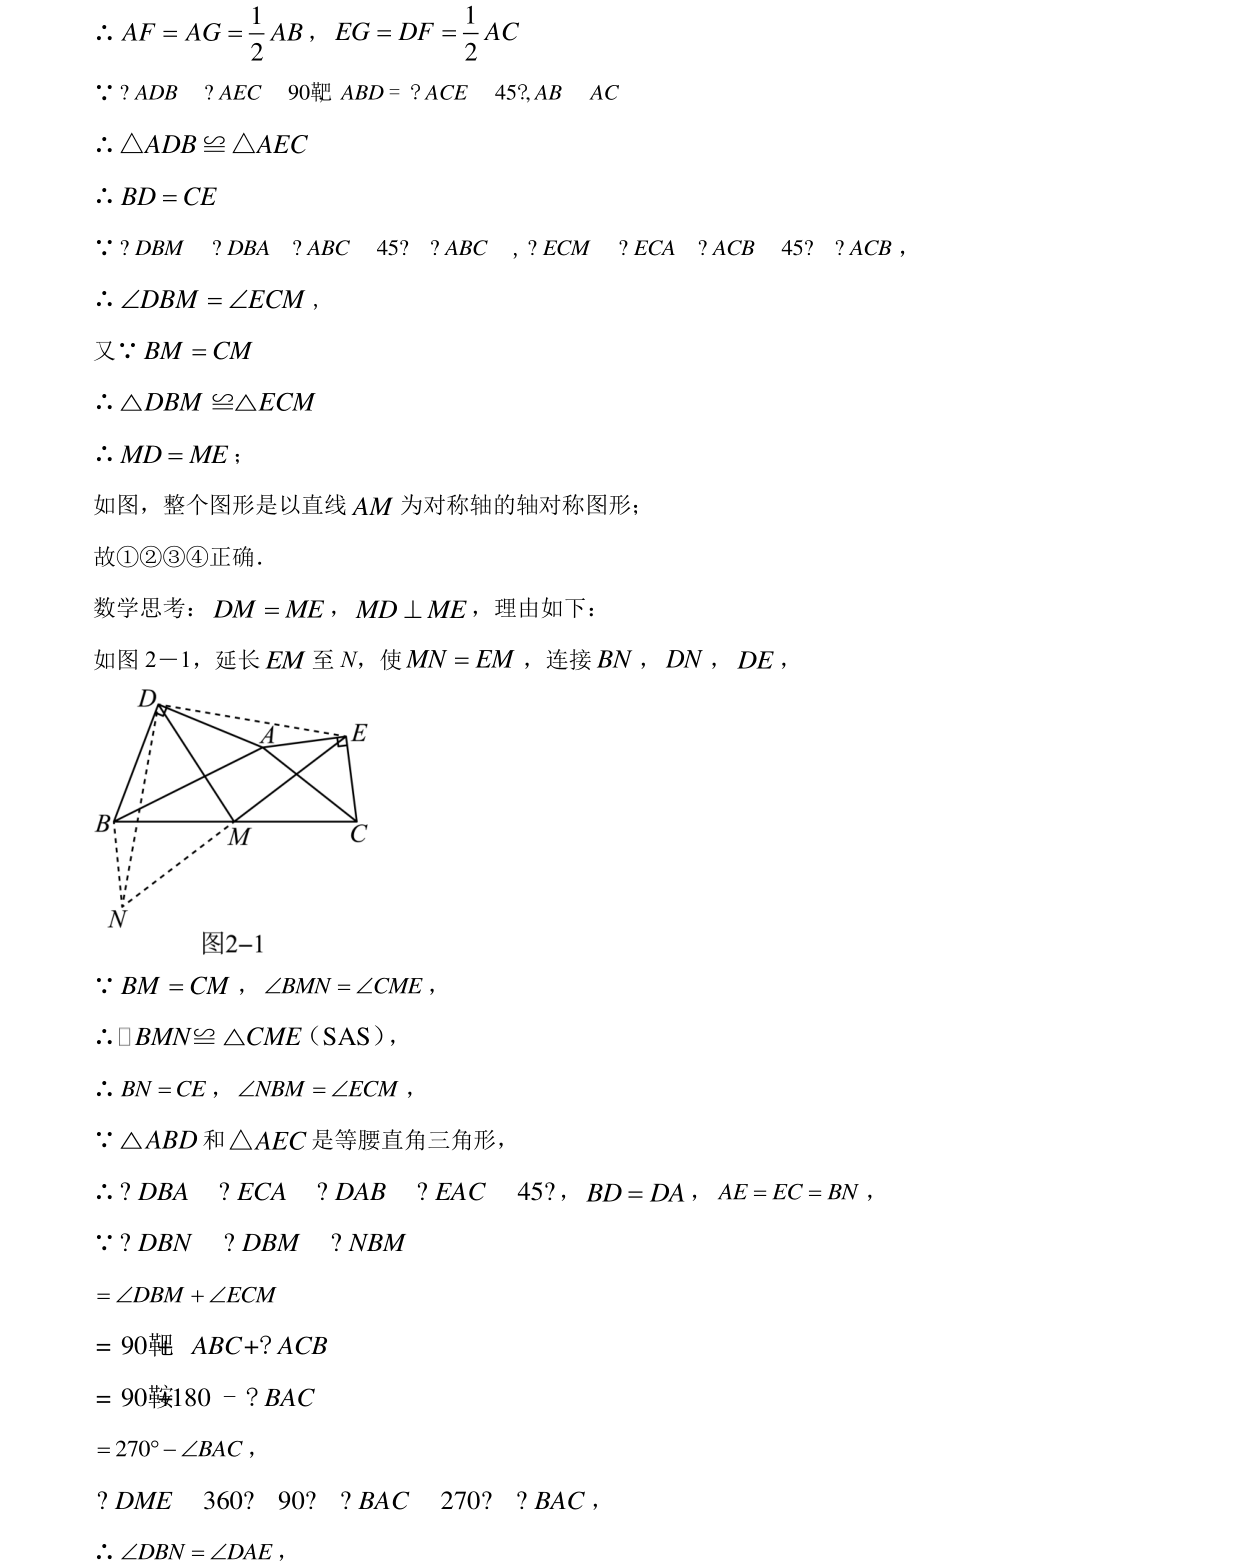 ∴ AF = AG = 1/2 AB， EG = DF = 1/2 AC
∵ ? ADB ? AEC 90靶 ABD = ? ACE 45?, AB AC
∴ △ADB ≌ △AEC
∴ BD = CE
∵ ? DBM ? DBA ? ABC 45? ? ABC , ? ECM ? ECA ? ACB 45? ? ACB，
∴ ∠DBM = ∠ECM，
又∵ BM = CM
∴ △DBM ≌△ECM
∴ MD = ME；
如图，整个图形是以直线 AM 为对称轴的轴对称图形；
故①②③④正确．
数学思考： DM = ME， MD ⊥ ME，理由如下：
如图 2－1，延长 EM 至 N，使 MN = EM，连接 BN， DN， DE，
D
A
E
B
M
C
N
图2−1
∵ BM = CM， ∠BMN = ∠CME，
∴ □ BMN≌ △CME（SAS），
∴ BN = CE， ∠NBM = ∠ECM，
∵ △ABD 和 △AEC 是等腰直角三角形，
∴ ? DBA ? ECA ? DAB ? EAC 45?， BD = DA， AE = EC = BN，
∵ ? DBN ? DBM ? NBM
= ∠DBM + ∠ECM
= 90靶+ ABC+? ACB
= 90鞍+180 − ? BAC
= 270° − ∠BAC，
? DME 360? 90? ? BAC 270? ? BAC，
∴ ∠DBN = ∠DAE，